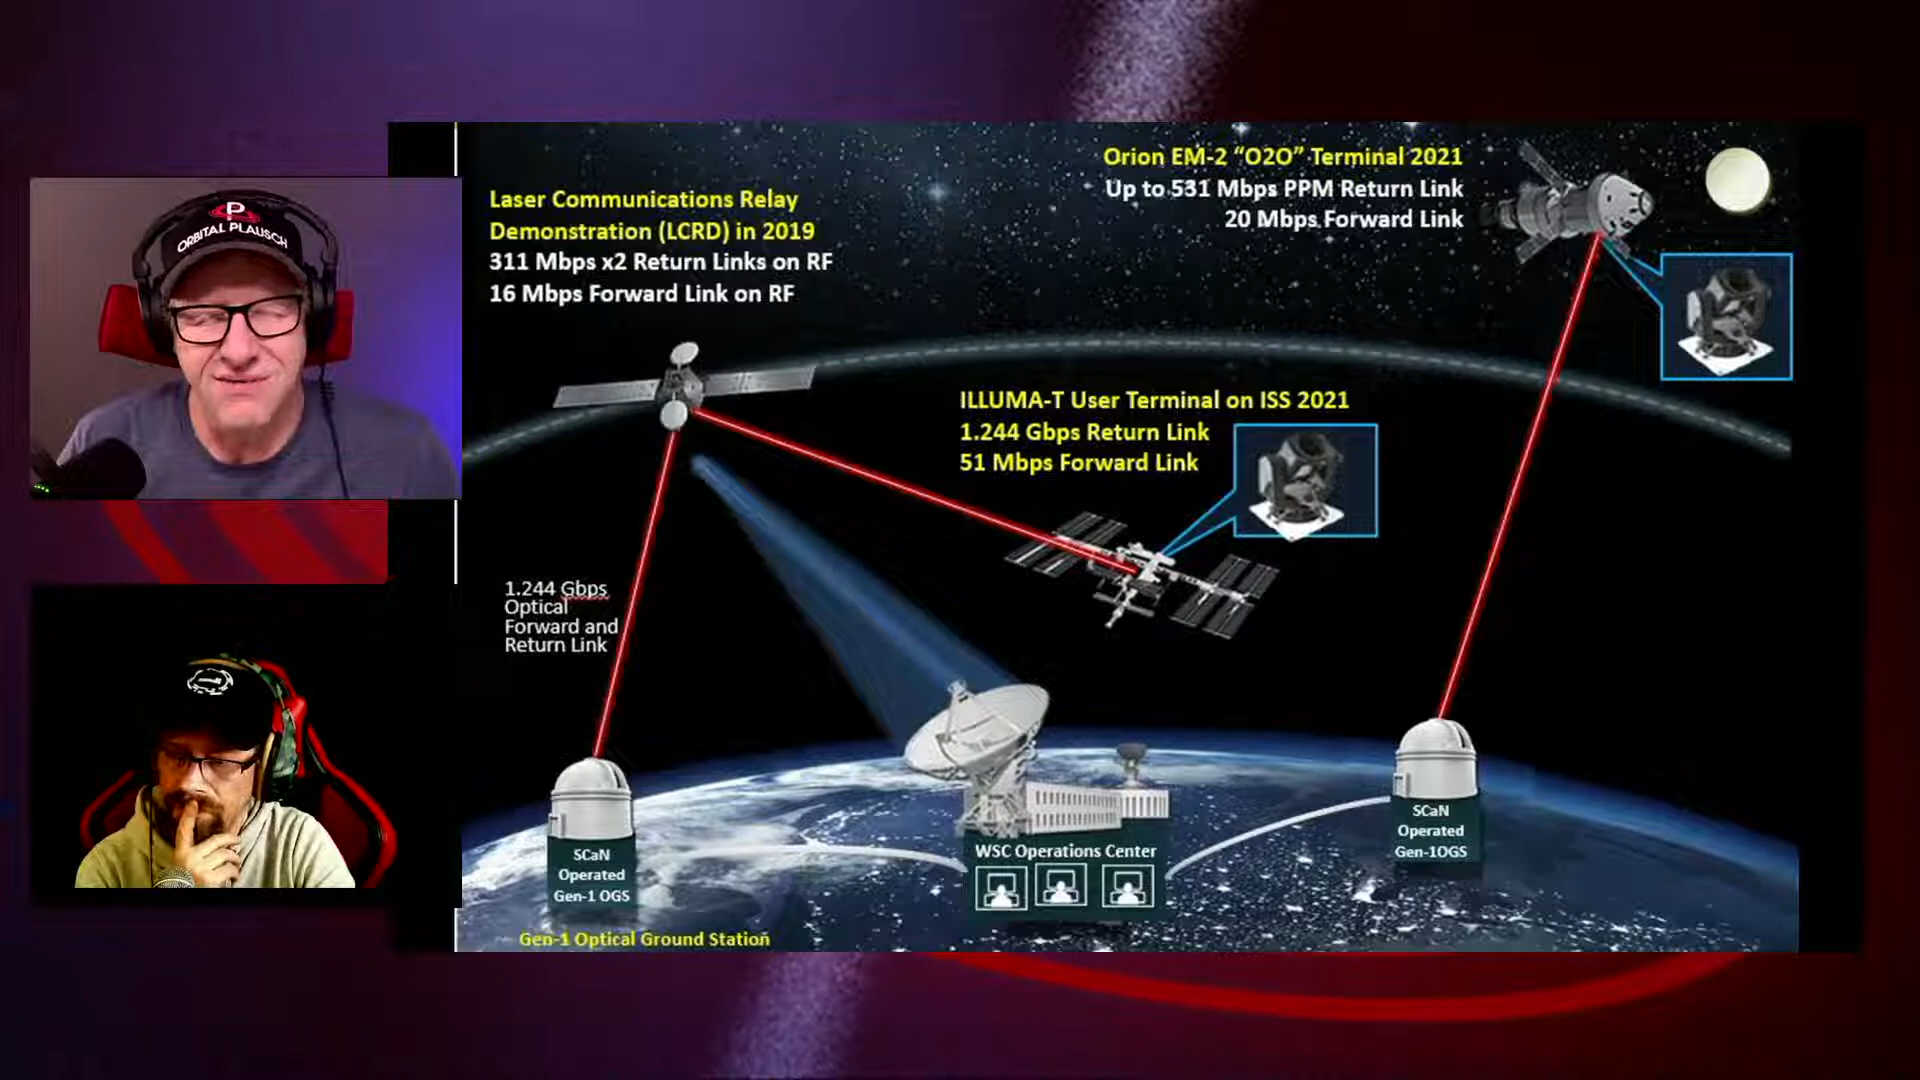 P
ORBITAL PLAUSCH
Laser Communications Relay
Demonstration (LCRD) in 2019
311 Mbps x2 Return Links on RF
16 Mbps Forward Link on RF
Orion EM-2 “O2O” Terminal 2021
Up to 531 Mbps PPM Return Link
20 Mbps Forward Link
ILLUMA-T User Terminal on ISS 2021
1.244 Gbps Return Link
51 Mbps Forward Link
1.244 Gbps
Optical
Forward and
Return Link
SCaN
Operated
Gen-1 OGS
WSC Operations Center
SCaN
Operated
Gen-1OGS
Gen-1 Optical Ground Station